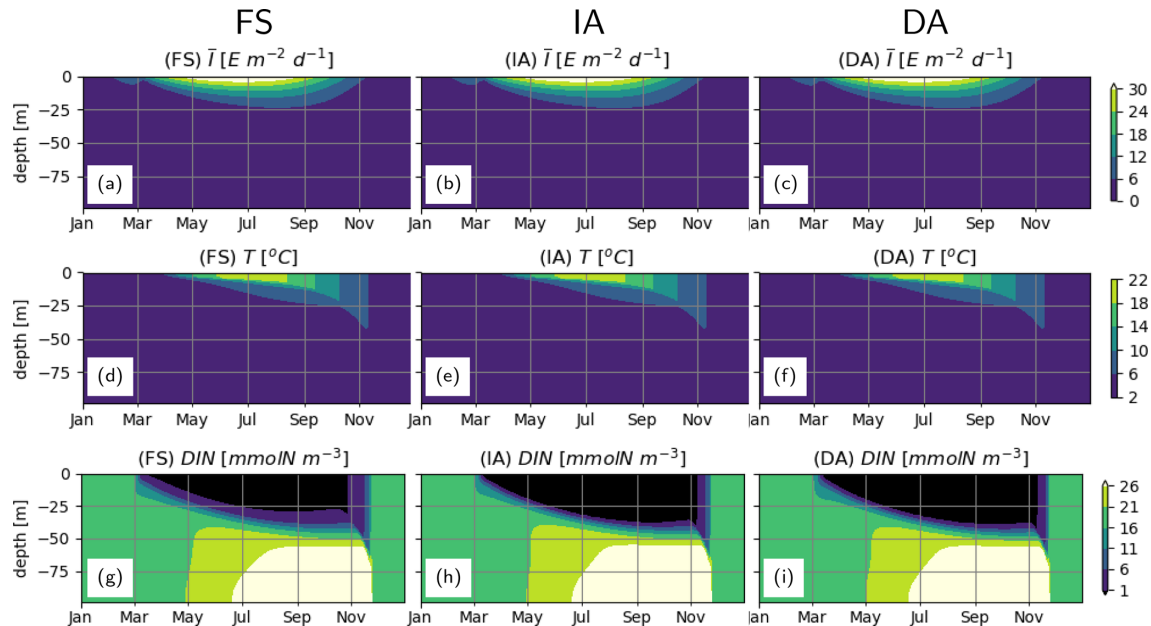 FS IA DA
(FS) Ī [E m⁻² d⁻¹] (IA) Ī [E m⁻² d⁻¹] (DA) Ī [E m⁻² d⁻¹]
depth [m]
0
−25
−50
−75
(a) (b) (c)
30
24
18
12
6
0
Jan Mar May Jul Sep Nov Jan Mar May Jul Sep Nov Jan Mar May Jul Sep Nov
(FS) T [°C] (IA) T [°C] (DA) T [°C]
depth [m]
0
−25
−50
−75
(d) (e) (f)
22
18
14
10
6
2
Jan Mar May Jul Sep Nov Jan Mar May Jul Sep Nov Jan Mar May Jul Sep Nov
(FS) DIN [mmolN m⁻³] (IA) DIN [mmolN m⁻³] (DA) DIN [mmolN m⁻³]
depth [m]
0
−25
−50
−75
(g) (h) (i)
26
21
16
11
6
1
Jan Mar May Jul Sep Nov Jan Mar May Jul Sep Nov Jan Mar May Jul Sep Nov